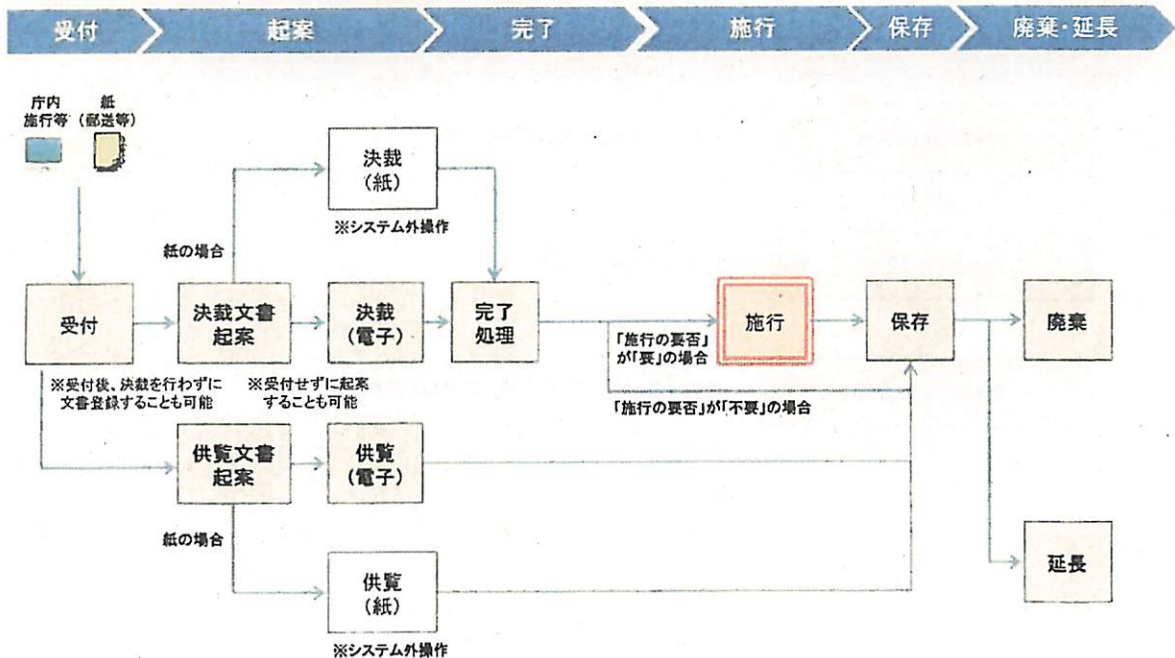 受付
起案
完了
施行
保存
廃棄・延長
庁内
施行等
紙
(郵送等)
決裁
(紙)
※システム外操作
紙の場合
受付
決裁文書
起案
決裁
(電子)
完了
処理
「施行の要否」
が「要」の場合
施行
保存
廃棄
※受付後、決裁を行わずに
文書登録することも可能
※受付せずに起案
することも可能
「施行の要否」が「不要」の場合
供覧文書
起案
供覧
(電子)
紙の場合
供覧
(紙)
※システム外操作
延長